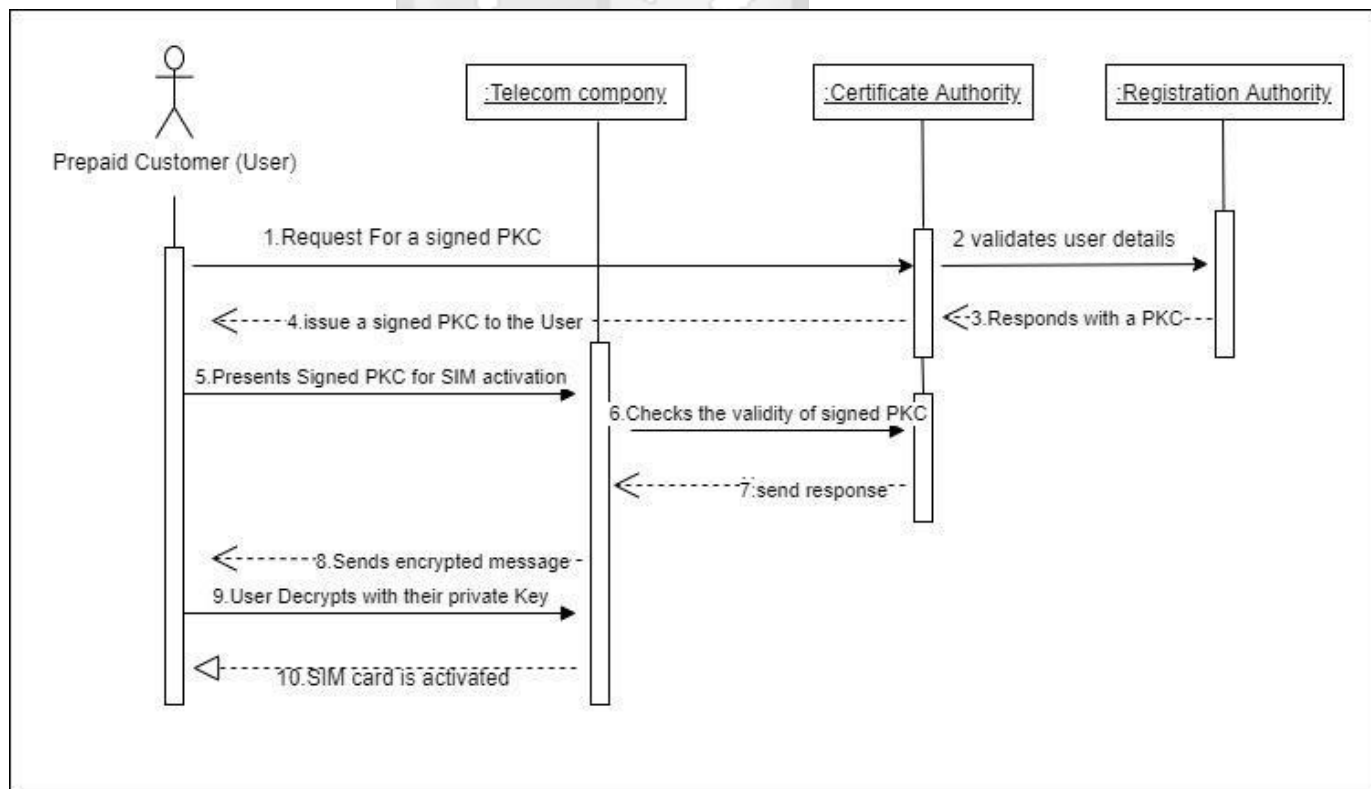 :Telecom compony
:Certificate Authority
:Registration Authority
Prepaid Customer (User)
1.Request For a signed PKC
2 validates user details
3.Responds with a PKC
4.issue a signed PKC to the User
5.Presents Signed PKC for SIM activation
6.Checks the validity of signed PKC
7:send response
8.Sends encrypted message
9.User Decrypts with their private Key
10.SIM card is activated